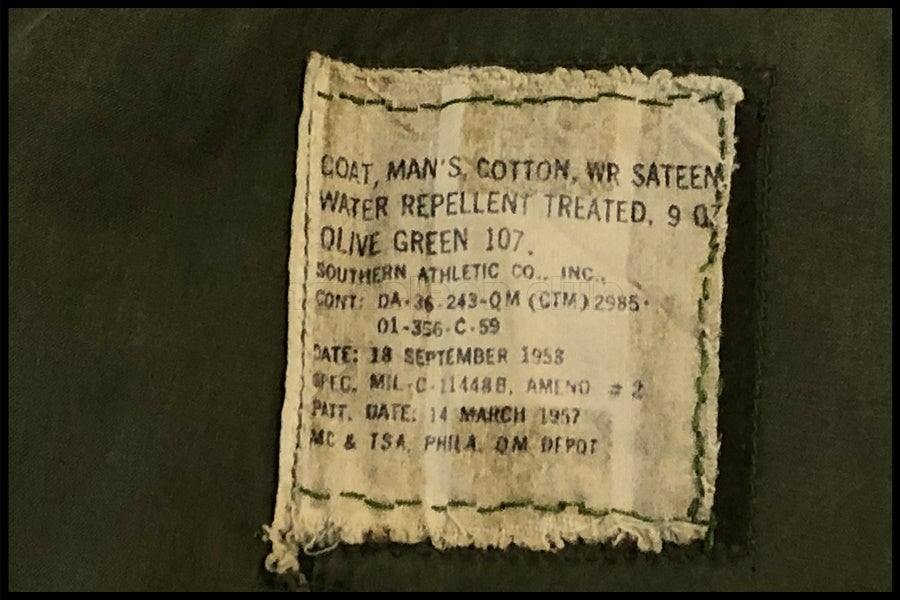 COAT, MAN'S, COTTON, WR SATEEN
WATER REPELLENT TREATED, 9 OZ
OLIVE GREEN 107.
SOUTHERN ATHLETIC CO., INC.,
CONT: DA-36-243-QM (CTM) 2985-
01-356-C-59
DATE: 18 SEPTEMBER 1958
SPEC. MIL-C-11448B, AMEND #2
PATT. DATE: 14 MARCH 1957
MC & TSA, PHILA. QM DEPOT